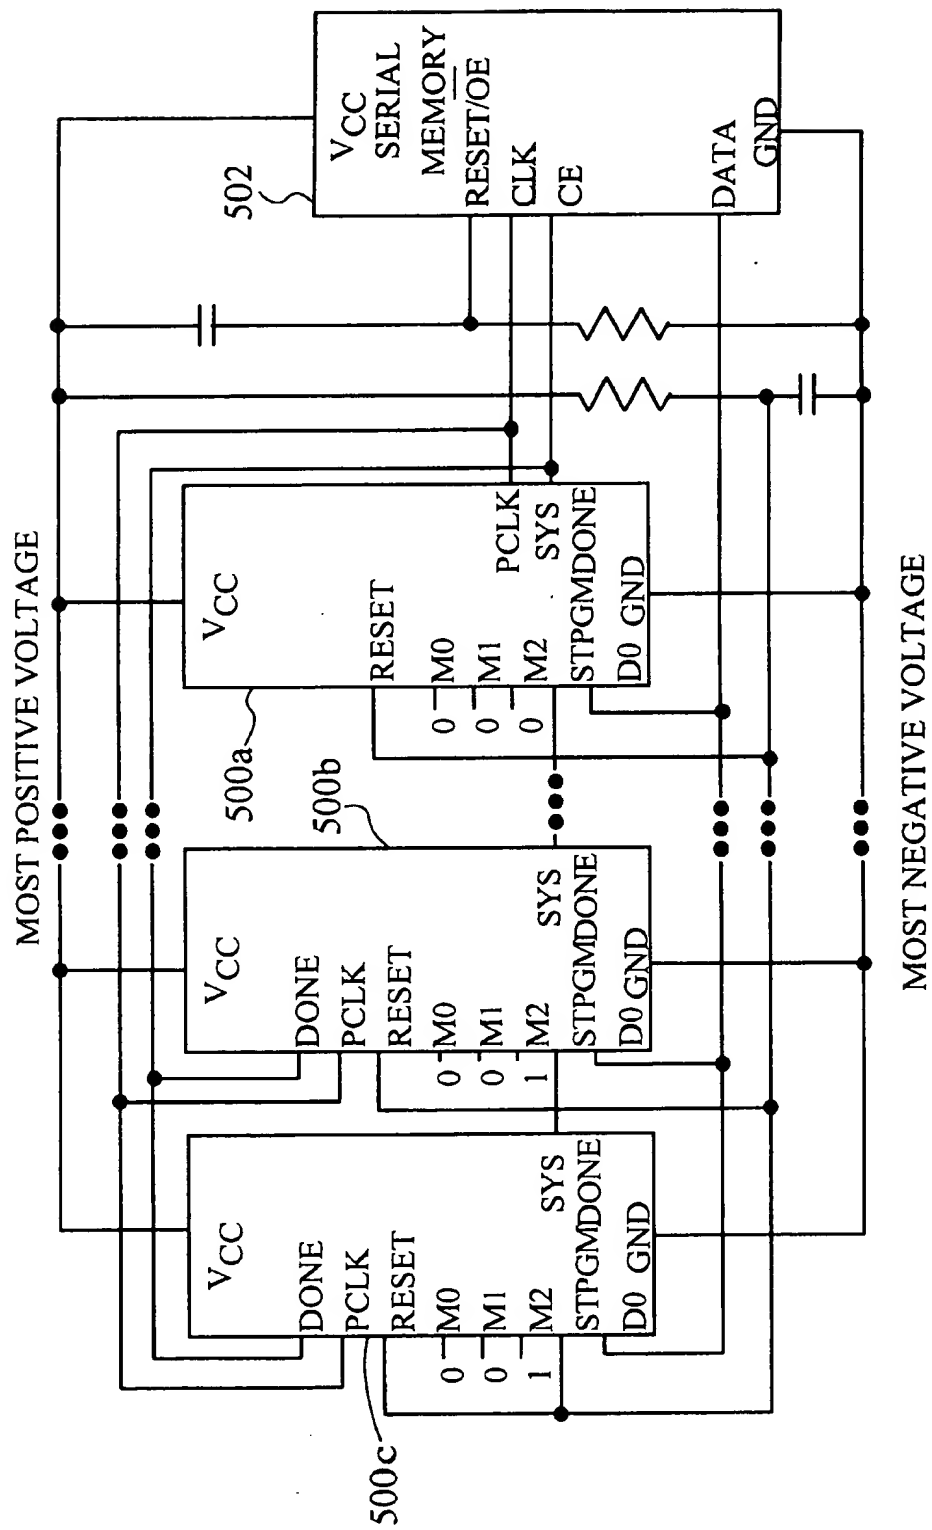 MOST POSITIVE VOLTAGE
502
VCC
SERIAL
MEMORY
RESET/OE
CLK
CE
DATA
GND
500c
VCC
DONE
PCLK
RESET
0 M0
0 M1
1 M2
SYS
STPGMDONE
D0 GND
500b
VCC
DONE
PCLK
RESET
0 M0
0 M1
1 M2
SYS
STPGMDONE
D0 GND
500a
VCC
RESET
PCLK
0 M0
0 M1
0 M2
SYS
STPGMDONE
D0 GND
MOST NEGATIVE VOLTAGE